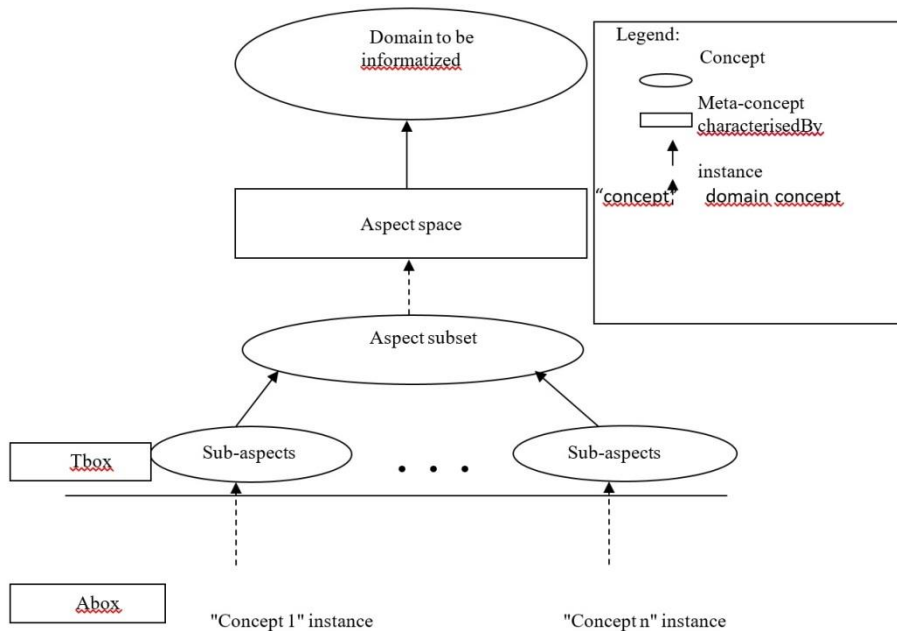 Domain to be
informatized
Legend:
Concept
Meta-concept
characterisedBy
instance
“concept” domain concept
Aspect space
Aspect subset
Sub-aspects
Sub-aspects
Tbox
. . .
Abox
"Concept 1" instance
"Concept n" instance